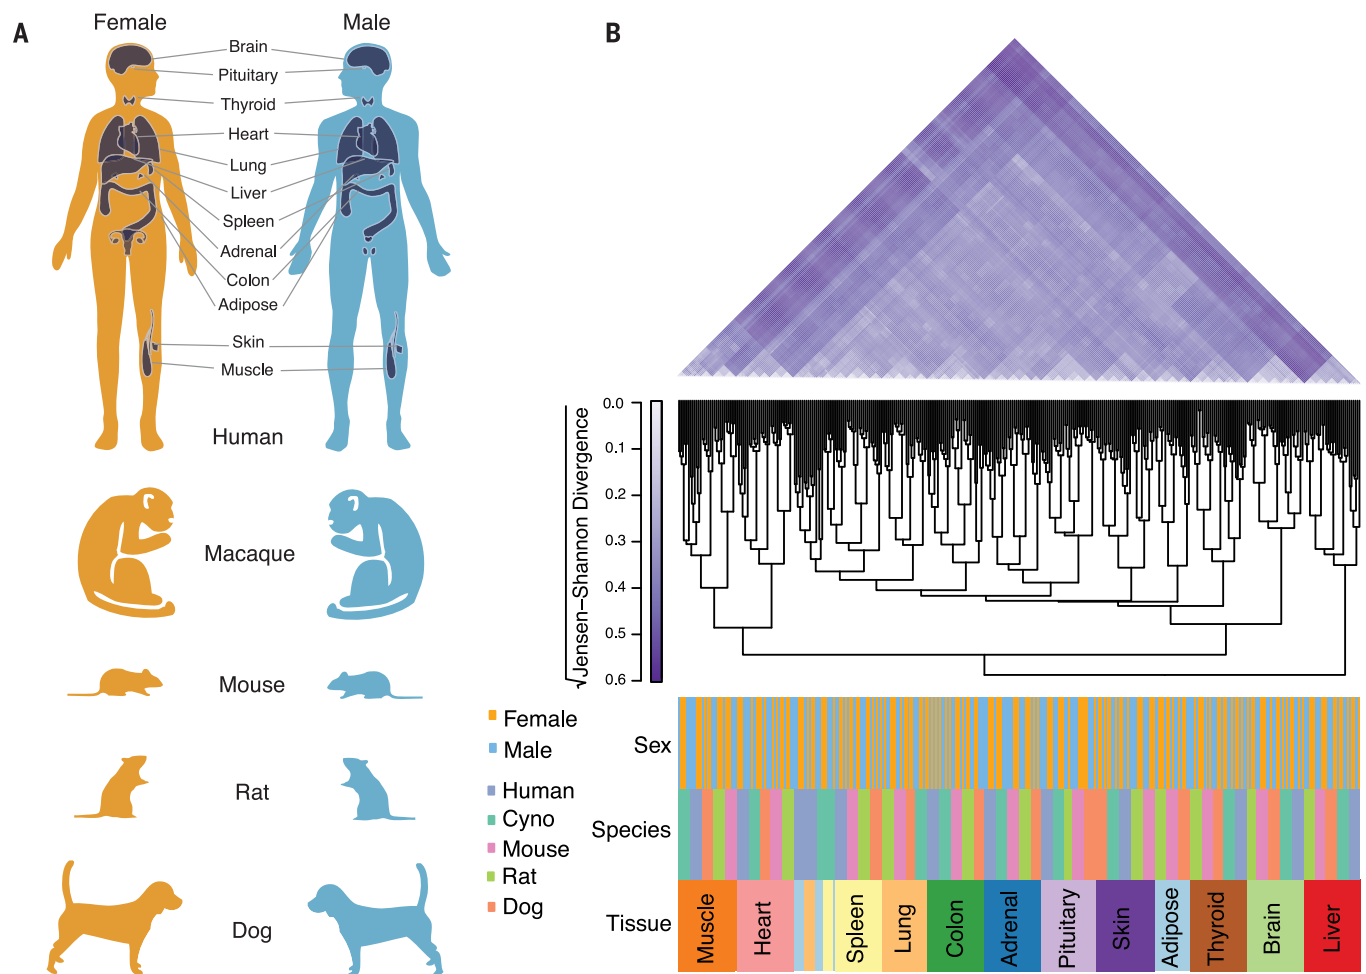 A
Female
Male
Brain
Pituitary
Thyroid
Heart
Lung
Liver
Spleen
Adrenal
Colon
Adipose
Skin
Muscle
Human
Macaque
Mouse
Rat
Dog
B
√Jensen−Shannon Divergence
0.0
0.1
0.2
0.3
0.4
0.5
0.6
Female
Male
Human
Cyno
Mouse
Rat
Dog
Sex
Species
Tissue
Muscle
Heart
Spleen
Lung
Colon
Adrenal
Pituitary
Skin
Adipose
Thyroid
Brain
Liver